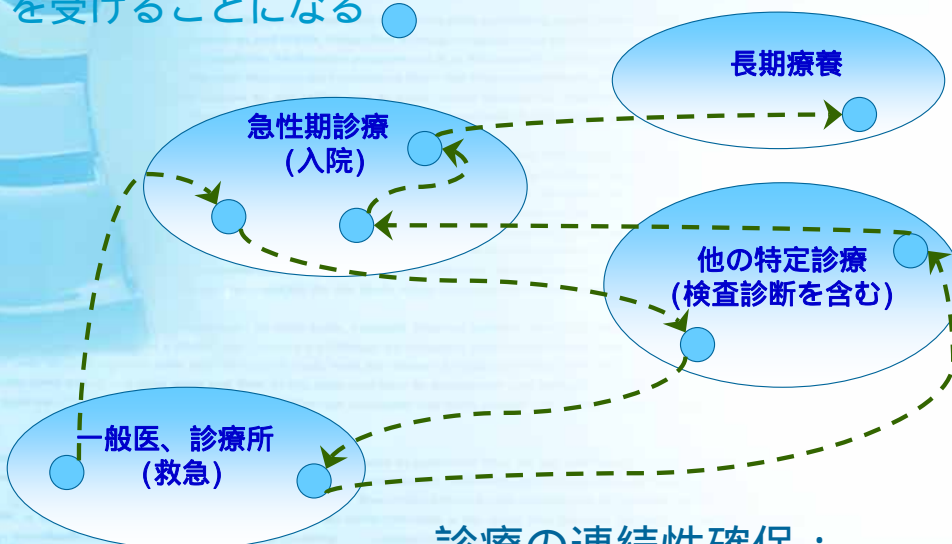 を受けることになる
長期療養
急性期診療
(入院)
他の特定診療
(検査診断を含む)
一般医、診療所
(救急)
診療の連続性確保：